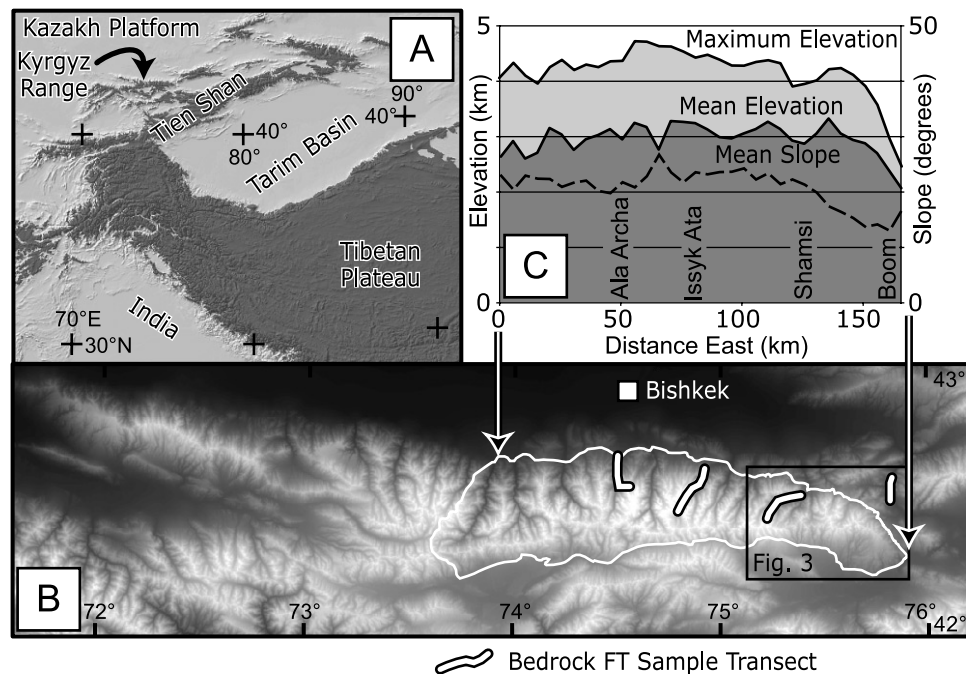 Kazakh Platform
Kyrgyz
Range
A
Tien Shan
90°
40°
40°
80°
Tarim Basin
Tibetan
Plateau
India
70°E
30°N
5
50
Maximum Elevation
Mean Elevation
Mean Slope
Elevation (km)
Slope (degrees)
Ala Archa
Issyk Ata
Shamsi
Boom
C
0
0
0
50
100
150
Distance East (km)
43°
Bishkek
Fig. 3
B
72°
73°
74°
75°
76°
42°
Bedrock FT Sample Transect